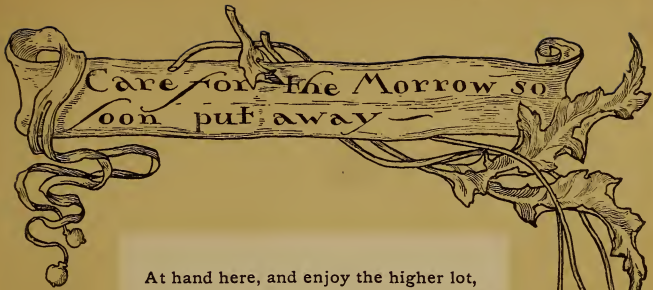 Care for the Morrow so
soon put away —
At hand here, and enjoy the higher lot,